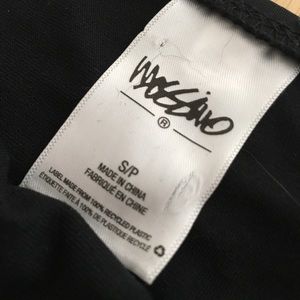 mossimo
®
S/P
MADE IN CHINA
FABRIQUÉ EN CHINE
LABEL MADE FROM 100% RECYCLED PLASTIC
ÉTIQUETTE FAITE À 100% DE PLASTIQUE RECYCLÉ